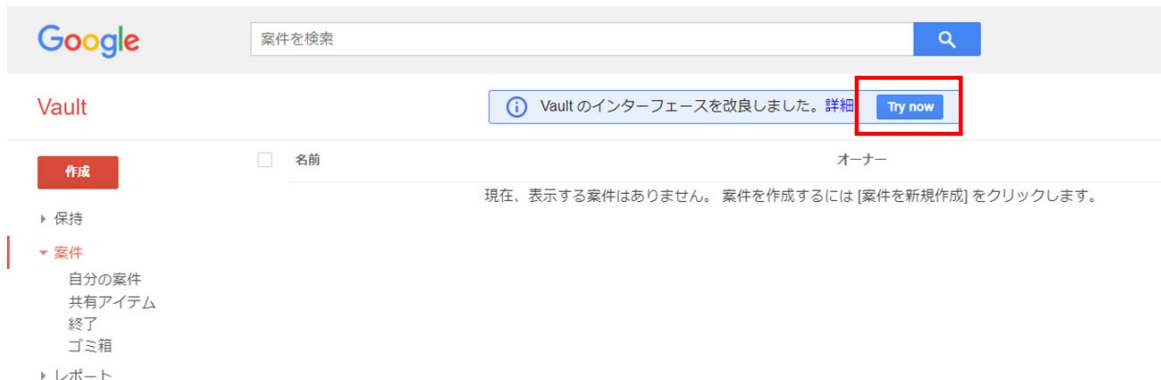 Google
案件を検索
Vault
Vault のインターフェースを改良しました。詳細 Try now
作成
名前 オーナー
現在、表示する案件はありません。 案件を作成するには [案件を新規作成] をクリックします。
保持
案件
自分の案件
共有アイテム
終了
ゴミ箱
レポート